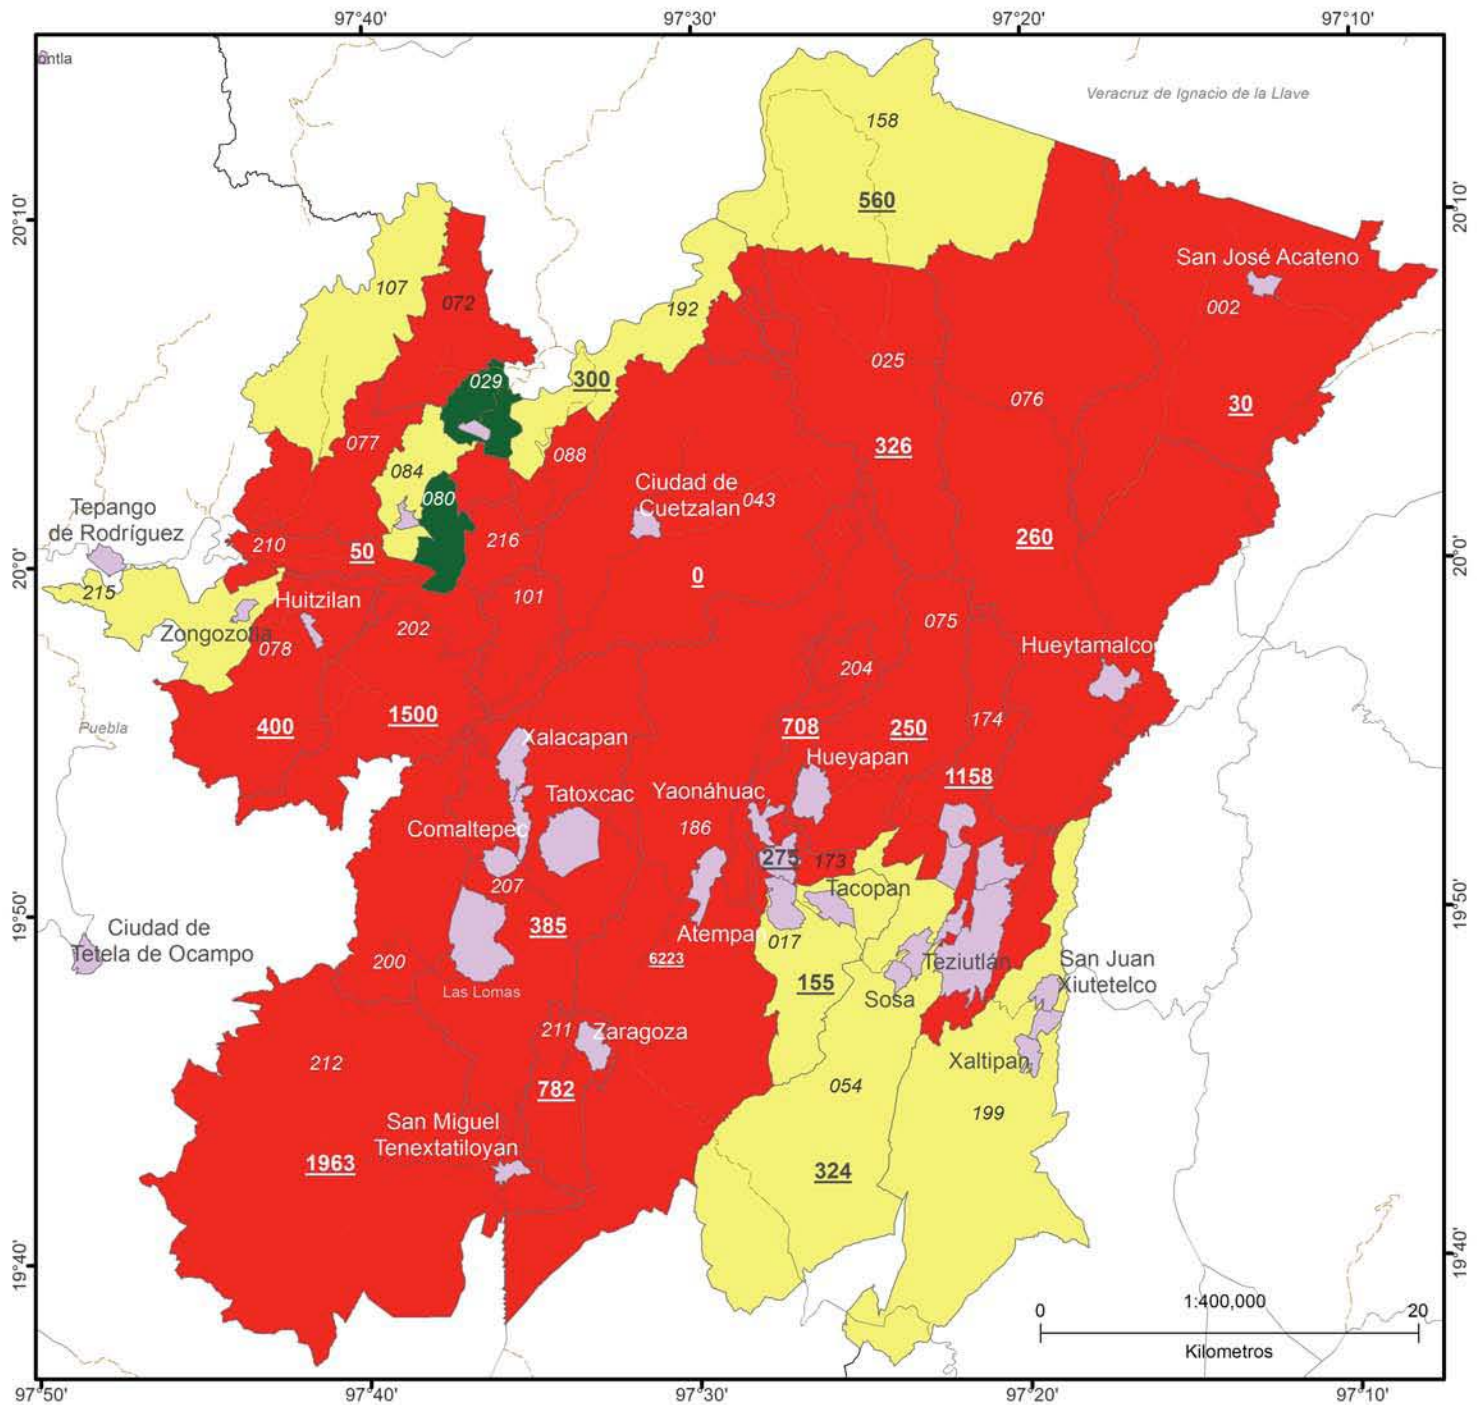 97°40'
97°30'
97°20'
97°10'
ontla
Veracruz de Ignacio de la Llave
158
560
20°10'
20°10'
San José Acateno
107
072
192
002
025
029
300
076
30
077
088
326
084
Ciudad de
Cuetzalan
043
080
Tepango
de Rodríguez
210
50
216
260
20°0'
20°0'
0
215
Huitzilan
101
075
Zongozotla
202
078
Hueytamalco
204
Puebla
400
1500
708
250
174
Xalacapan
Hueyapan
1158
Tatoxcac
Yaonáhuac
Comaltepec
186
275
173
207
Tacopan
19°50'
19°50'
Ciudad de
Tetela de Ocampo
385
Atempan
017
200
6223
Teziutlán
San Juan
Xiutetelco
Las Lomas
155
Sosa
211
Zaragoza
212
Xaltipan
782
054
199
San Miguel
Tenextatiloyan
1963
324
19°40'
19°40'
0
1:400,000
20
Kilometros
97°50'
97°40'
97°30'
97°20'
97°10'